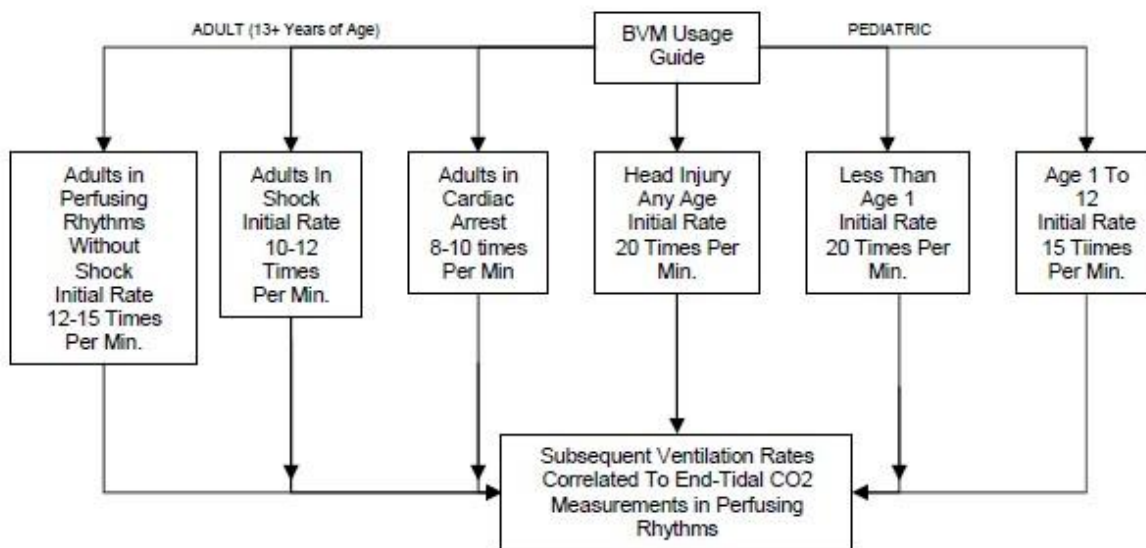 ADULT (13+ Years of Age)
BVM Usage
Guide
PEDIATRIC
Adults in
Perfusing
Rhythms
Without
Shock
Initial Rate
12-15 Times
Per Min.
Adults In
Shock
Initial Rate
10-12
Times
Per Min.
Adults in
Cardiac
Arrest
8-10 times
Per Min
Head Injury
Any Age
Initial Rate
20 Times Per
Min.
Less Than
Age 1
Initial Rate
20 Times Per
Min.
Age 1 To
12
Initial Rate
15 Tiimes
Per Min.
Subsequent Ventilation Rates
Correlated To End-Tidal CO2
Measurements in Perfusing
Rhythms